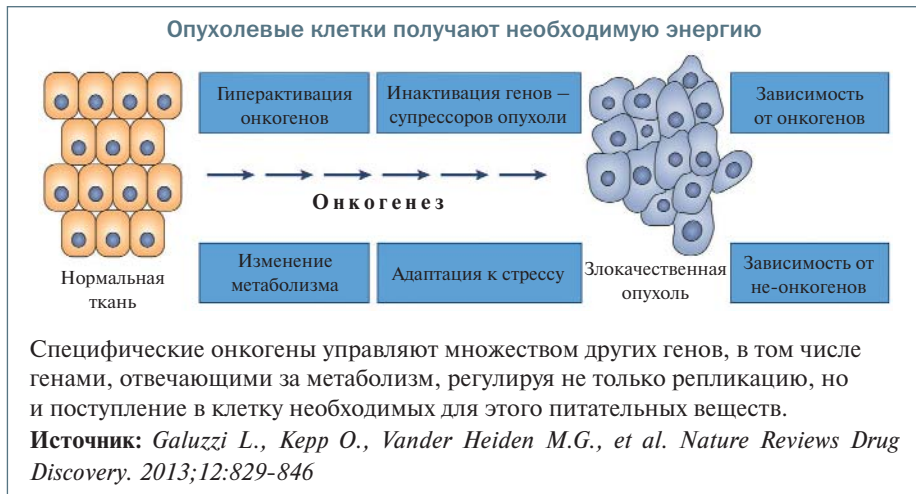 Опухолевые клетки получают необходимую энергию
Гиперактивация
онкогенов
Инактивация генов –
супрессоров опухоли
Зависимость
от онкогенов
Онкогенез
Нормальная
ткань
Изменение
метаболизма
Адаптация к стрессу
Злокачественная
опухоль
Зависимость от
не-онкогенов
Специфические онкогены управляют множеством других генов, в том числе
генами, отвечающими за метаболизм, регулируя не только репликацию, но
и поступление в клетку необходимых для этого питательных веществ.
Источник: Galuzzi L., Kepp O., Vander Heiden M.G., et al. Nature Reviews Drug
Discovery. 2013;12:829-846